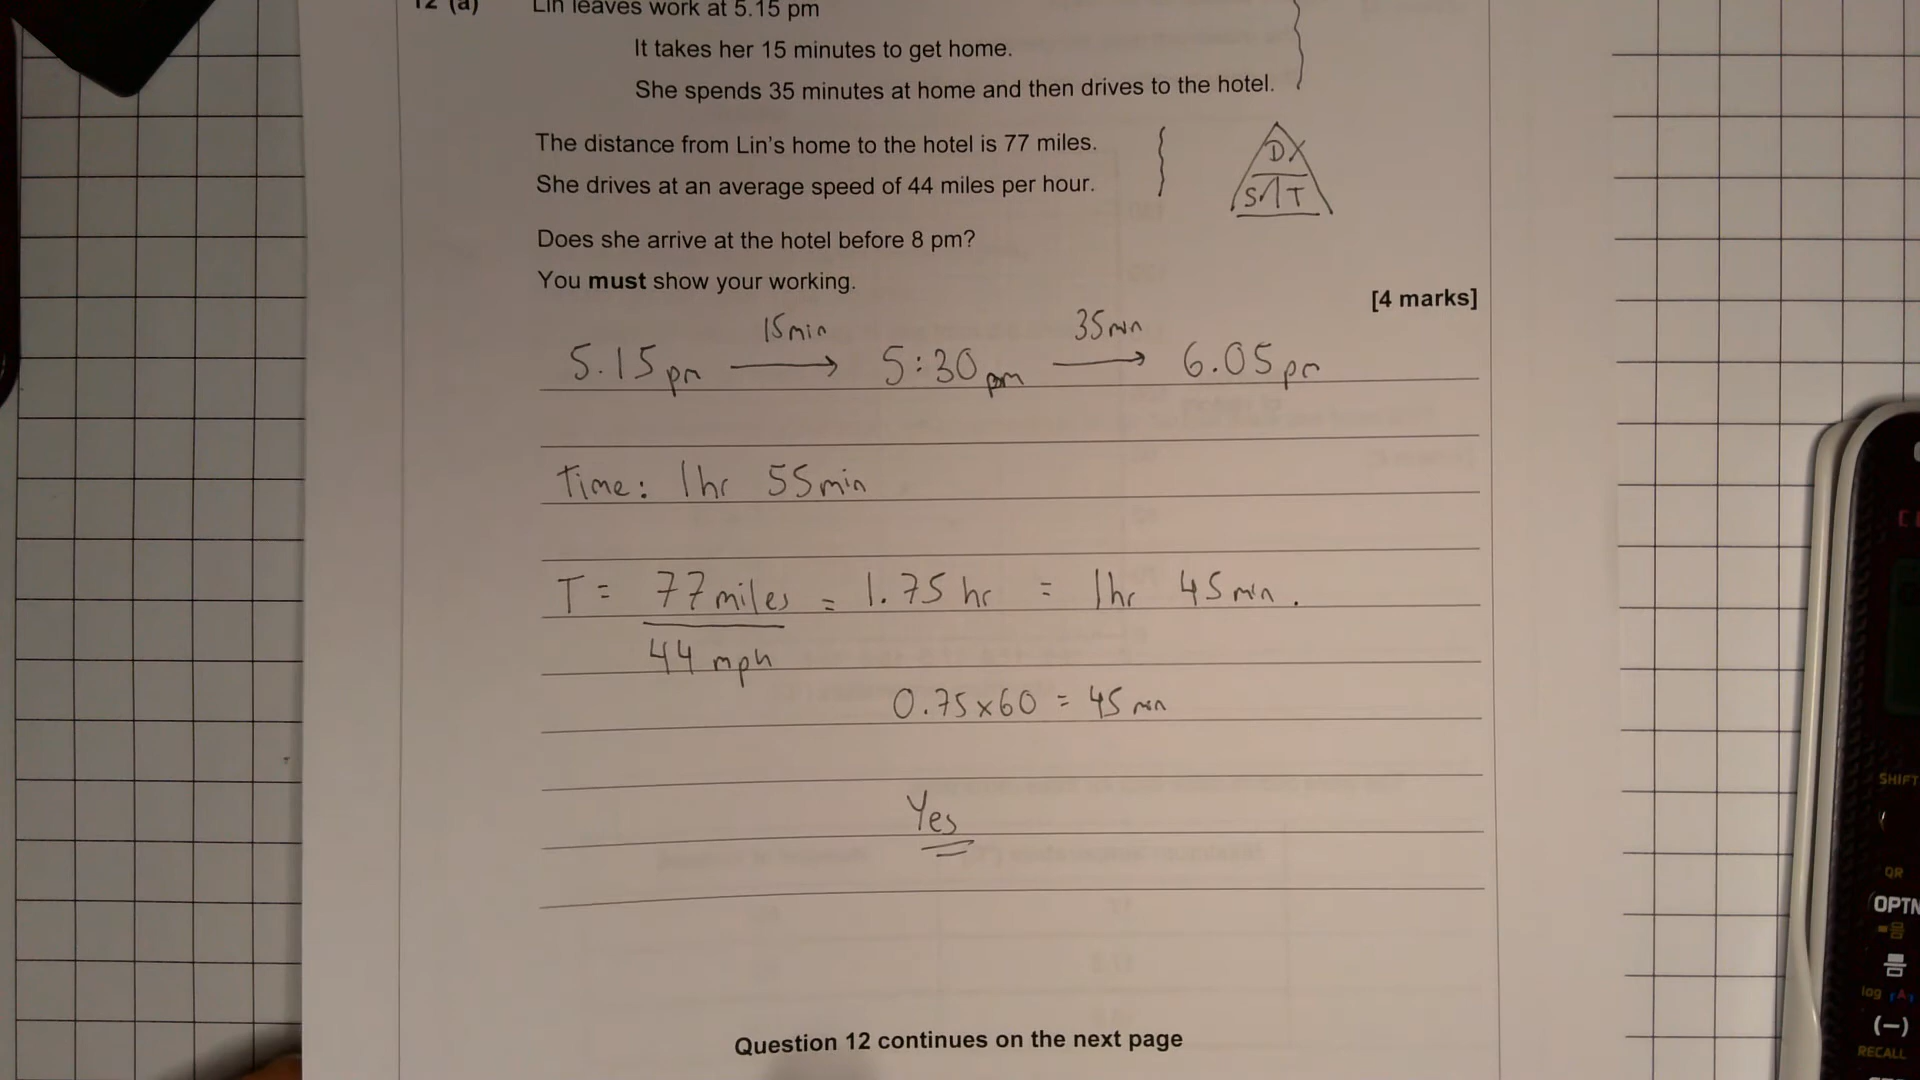 12 (a) Lin leaves work at 5.15 pm
It takes her 15 minutes to get home.
She spends 35 minutes at home and then drives to the hotel.
The distance from Lin's home to the hotel is 77 miles.
She drives at an average speed of 44 miles per hour.
D X
S / T
Does she arrive at the hotel before 8 pm?
You must show your working.
[4 marks]
15min 35min
5.15pm → 5:30pm → 6.05pm
Time: 1hr 55min
T = 77miles = 1.75 hr = 1hr 45min.
44 mph
0.75x60 = 45min
Yes
Question 12 continues on the next page
SHIFT
QR
OPTN
log
(−)
RECALL